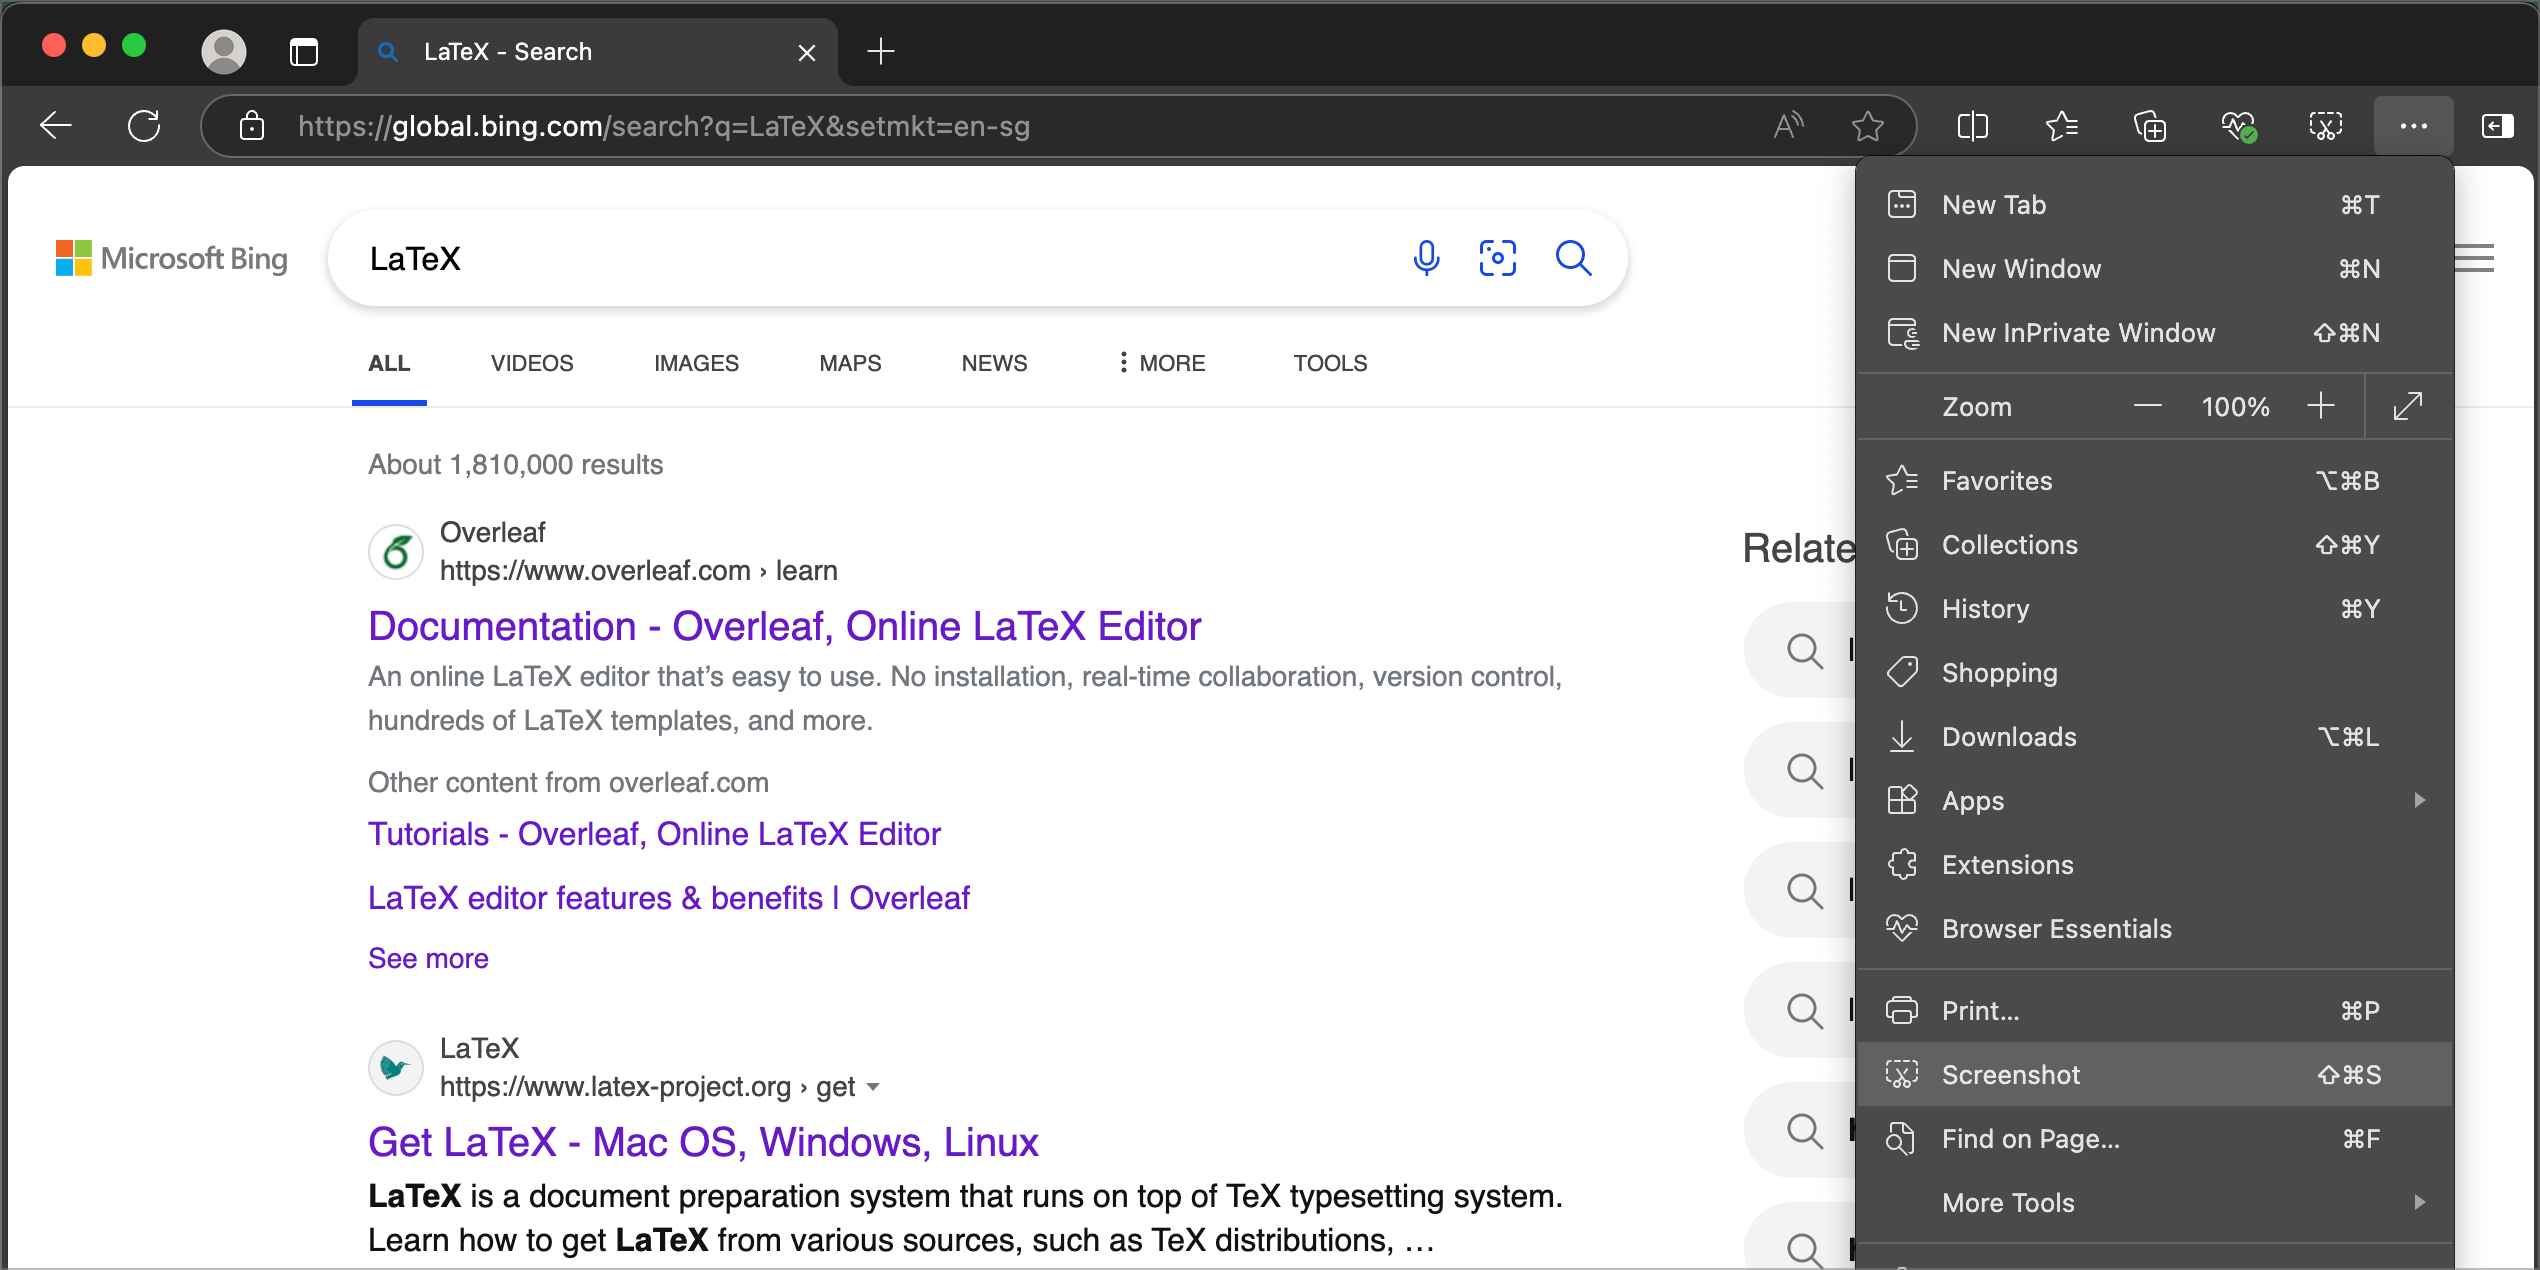 LaTeX - Search
https://global.bing.com/search?q=LaTeX&setmkt=en-sg
Microsoft Bing
LaTeX
ALL VIDEOS IMAGES MAPS NEWS MORE TOOLS
About 1,810,000 results
Overleaf
https://www.overleaf.com › learn
Documentation - Overleaf, Online LaTeX Editor
An online LaTeX editor that’s easy to use. No installation, real-time collaboration, version control,
hundreds of LaTeX templates, and more.
Other content from overleaf.com
Tutorials - Overleaf, Online LaTeX Editor
LaTeX editor features & benefits | Overleaf
See more
LaTeX
https://www.latex-project.org › get
Get LaTeX - Mac OS, Windows, Linux
LaTeX is a document preparation system that runs on top of TeX typesetting system.
Learn how to get LaTeX from various sources, such as TeX distributions, …
Relate
New Tab ⌘T
New Window ⌘N
New InPrivate Window ⇧⌘N
Zoom — 100% +
Favorites ⌥⌘B
Collections ⇧⌘Y
History ⌘Y
Shopping
Downloads ⌥⌘L
Apps
Extensions
Browser Essentials
Print... ⌘P
Screenshot ⇧⌘S
Find on Page... ⌘F
More Tools